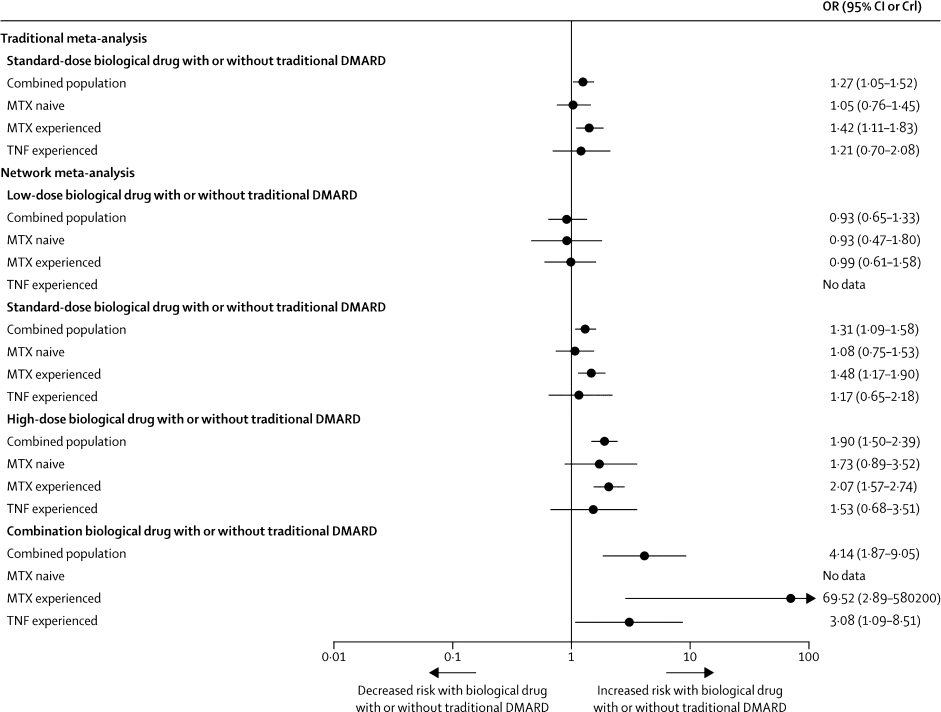 OR (95% CI or Crl)
Traditional meta-analysis
Standard-dose biological drug with or without traditional DMARD
Combined population 1·27 (1·05–1·52)
MTX naive 1·05 (0·76–1·45)
MTX experienced 1·42 (1·11–1·83)
TNF experienced 1·21 (0·70–2·08)
Network meta-analysis
Low-dose biological drug with or without traditional DMARD
Combined population 0·93 (0·65–1·33)
MTX naive 0·93 (0·47–1·80)
MTX experienced 0·99 (0·61–1·58)
TNF experienced No data
Standard-dose biological drug with or without traditional DMARD
Combined population 1·31 (1·09–1·58)
MTX naive 1·08 (0·75–1·53)
MTX experienced 1·48 (1·17–1·90)
TNF experienced 1·17 (0·65–2·18)
High-dose biological drug with or without traditional DMARD
Combined population 1·90 (1·50–2·39)
MTX naive 1·73 (0·89–3·52)
MTX experienced 2·07 (1·57–2·74)
TNF experienced 1·53 (0·68–3·51)
Combination biological drug with or without traditional DMARD
Combined population 4·14 (1·87–9·05)
MTX naive No data
MTX experienced 69·52 (2·89–580200)
TNF experienced 3·08 (1·09–8·51)
0·01 0·1 1 10 100
Decreased risk with biological drug
with or without traditional DMARD
Increased risk with biological drug
with or without traditional DMARD